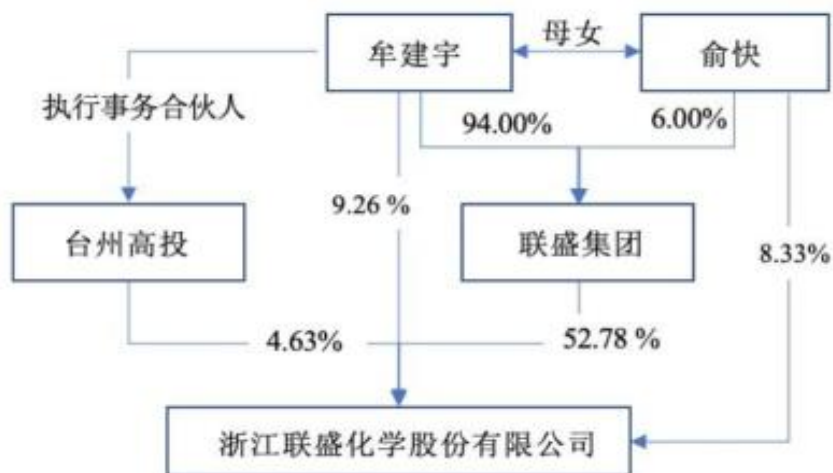 牟建宇
母女
俞快
执行事务合伙人
94.00%
6.00%
台州高投
9.26 %
联盛集团
8.33%
4.63%
52.78 %
浙江联盛化学股份有限公司